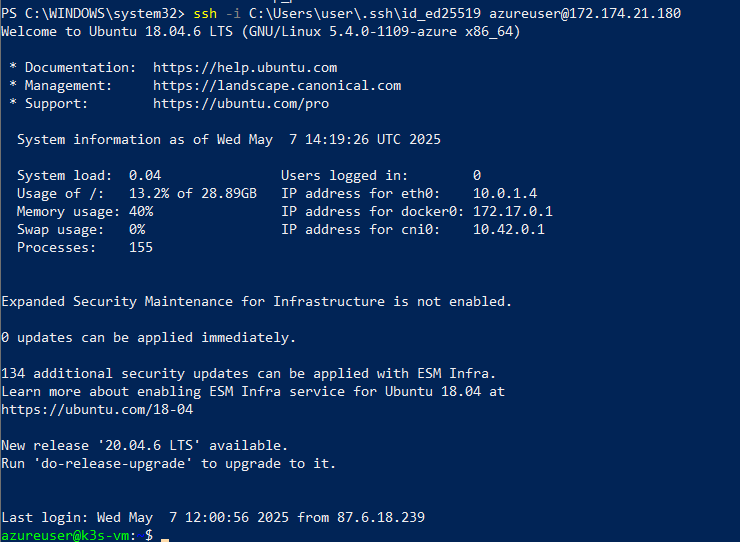 PS C:\WINDOWS\system32> ssh -i C:\Users\user\.ssh\id_ed25519 azureuser@172.174.21.180
Welcome to Ubuntu 18.04.6 LTS (GNU/Linux 5.4.0-1109-azure x86_64)
* Documentation:  https://help.ubuntu.com
* Management:     https://landscape.canonical.com
* Support:        https://ubuntu.com/pro
System information as of Wed May  7 14:19:26 UTC 2025
System load:  0.04               Users logged in:        0
Usage of /:   13.2% of 28.89GB   IP address for eth0:    10.0.1.4
Memory usage: 40%                IP address for docker0: 172.17.0.1
Swap usage:   0%                 IP address for cni0:    10.42.0.1
Processes:    155
Expanded Security Maintenance for Infrastructure is not enabled.
0 updates can be applied immediately.
134 additional security updates can be applied with ESM Infra.
Learn more about enabling ESM Infra service for Ubuntu 18.04 at
https://ubuntu.com/18-04
New release '20.04.6 LTS' available.
Run 'do-release-upgrade' to upgrade to it.
Last login: Wed May  7 12:00:56 2025 from 87.6.18.239
azureuser@k3s-vm: $